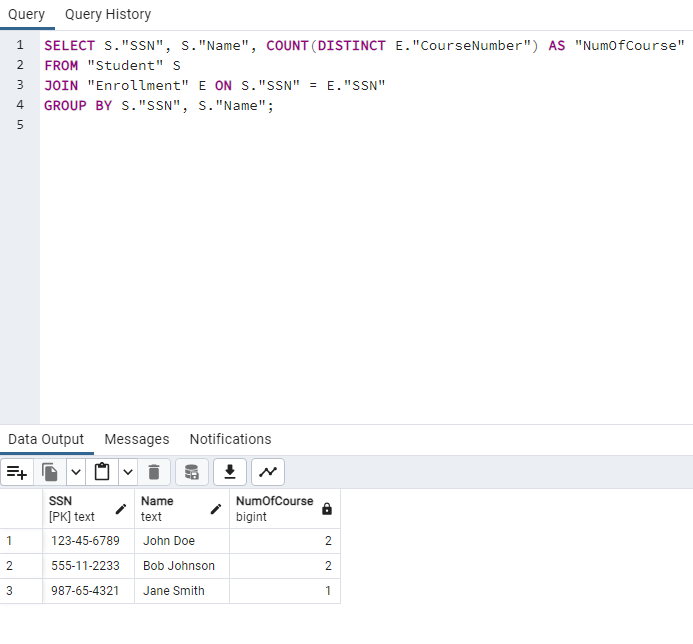 Query Query History
1 SELECT S."SSN", S."Name", COUNT(DISTINCT E."CourseNumber") AS "NumOfCourse"
2 FROM "Student" S
3 JOIN "Enrollment" E ON S."SSN" = E."SSN"
4 GROUP BY S."SSN", S."Name";
5
Data Output Messages Notifications
SSN Name NumOfCourse
[PK] text text bigint
1 123-45-6789 John Doe 2
2 555-11-2233 Bob Johnson 2
3 987-65-4321 Jane Smith 1